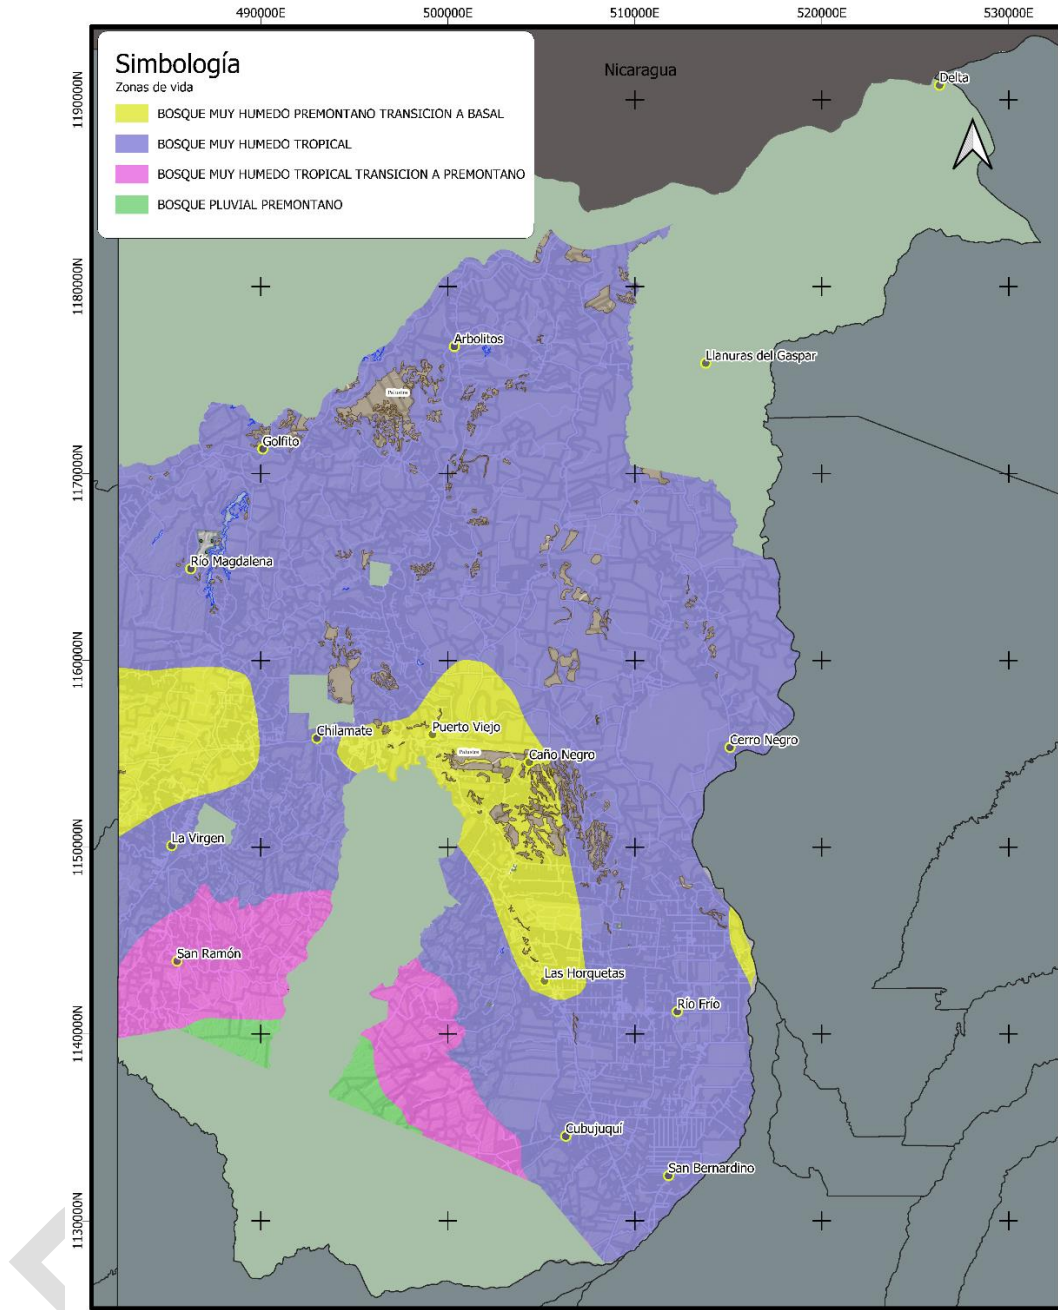 490000E 500000E 510000E 520000E 530000E
Simbología
Zonas de vida
BOSQUE MUY HUMEDO PREMONTANO TRANSICION A BASAL
BOSQUE MUY HUMEDO TROPICAL
BOSQUE MUY HUMEDO TROPICAL TRANSICION A PREMONTANO
BOSQUE PLUVIAL PREMONTANO
Nicaragua
Delta
1190000N
1180000N
Arbolitos
Llanuras del Gaspar
Golfito
1170000N
Río Magdalena
1160000N
Chilamate
Puerto Viejo
Caño Negro
Cerro Negro
La Virgen
1150000N
San Ramón
Las Horquetas
Río Frío
1140000N
Cubujuquí
San Bernardino
1130000N